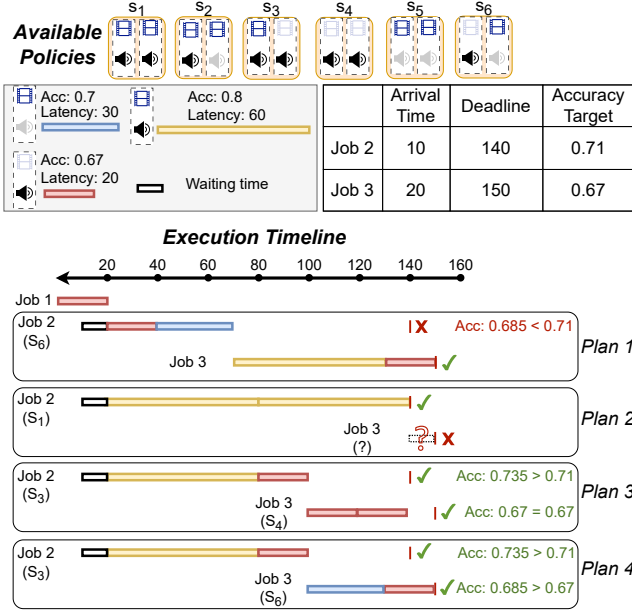 Available Policies
s₁ s₂ s₃ s₄ s₅ s₆
Acc: 0.7
Latency: 30
Acc: 0.8
Latency: 60
Acc: 0.67
Latency: 20
Waiting time
Arrival Time Deadline Accuracy Target
Job 2 10 140 0.71
Job 3 20 150 0.67
Execution Timeline
20 40 60 80 100 120 140 160
Job 1
Job 2 (S₆) X Acc: 0.685 < 0.71
Job 3 ✓
Plan 1
Job 2 (S₁) ✓
Job 3 (?) ? X
Plan 2
Job 2 (S₃) ✓ Acc: 0.735 > 0.71
Job 3 (S₄) ✓ Acc: 0.67 = 0.67
Plan 3
Job 2 (S₃) ✓ Acc: 0.735 > 0.71
Job 3 (S₆) ✓ Acc: 0.685 > 0.67
Plan 4